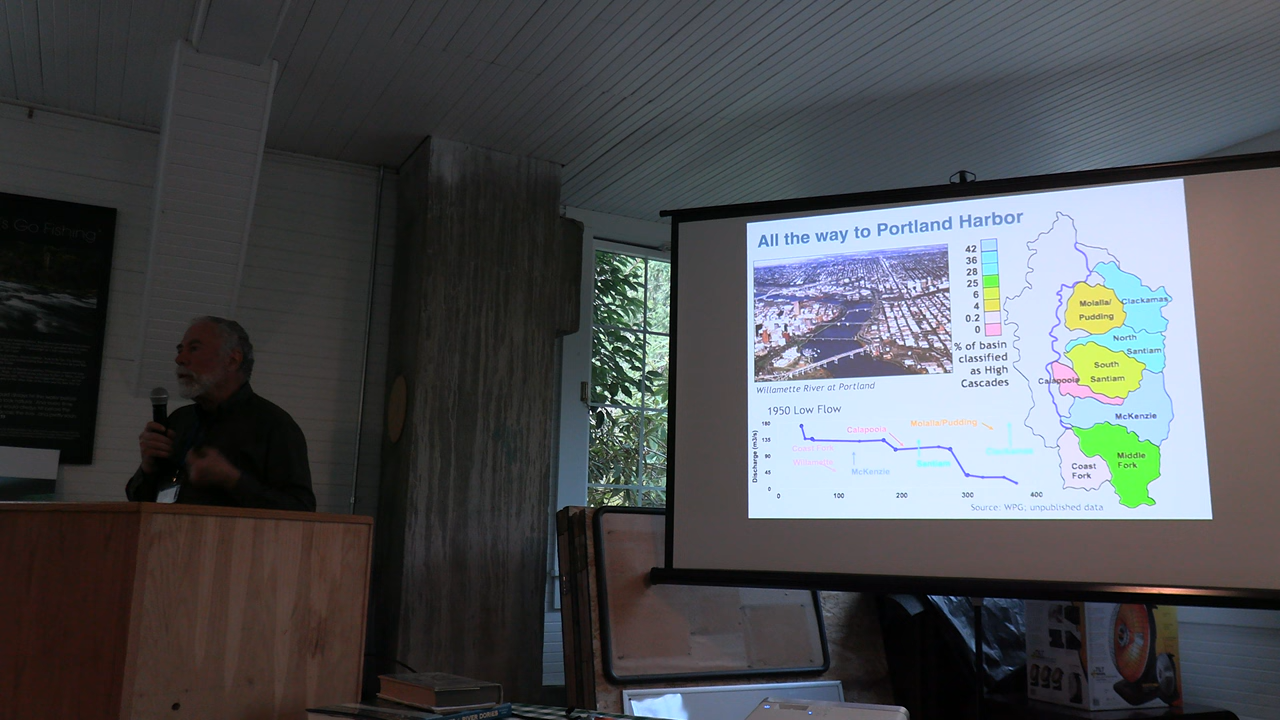 s Go Fishing"
All the way to Portland Harbor
Willamette River at Portland
42
36
28
25
6
4
0.2
0
% of basin
classified
as High
Cascades
Molalla/
Pudding
Clackamas
North
Santiam
South
Santiam
Calapooia
McKenzie
Middle
Fork
Coast
Fork
1950 Low Flow
Discharge (m3/s)
180
135
90
45
0
0
100
200
300
400
Coast Fork
Willamette
Calapooia
McKenzie
Molalla/Pudding
Santiam
Clackamas
Source: WPG; unpublished data